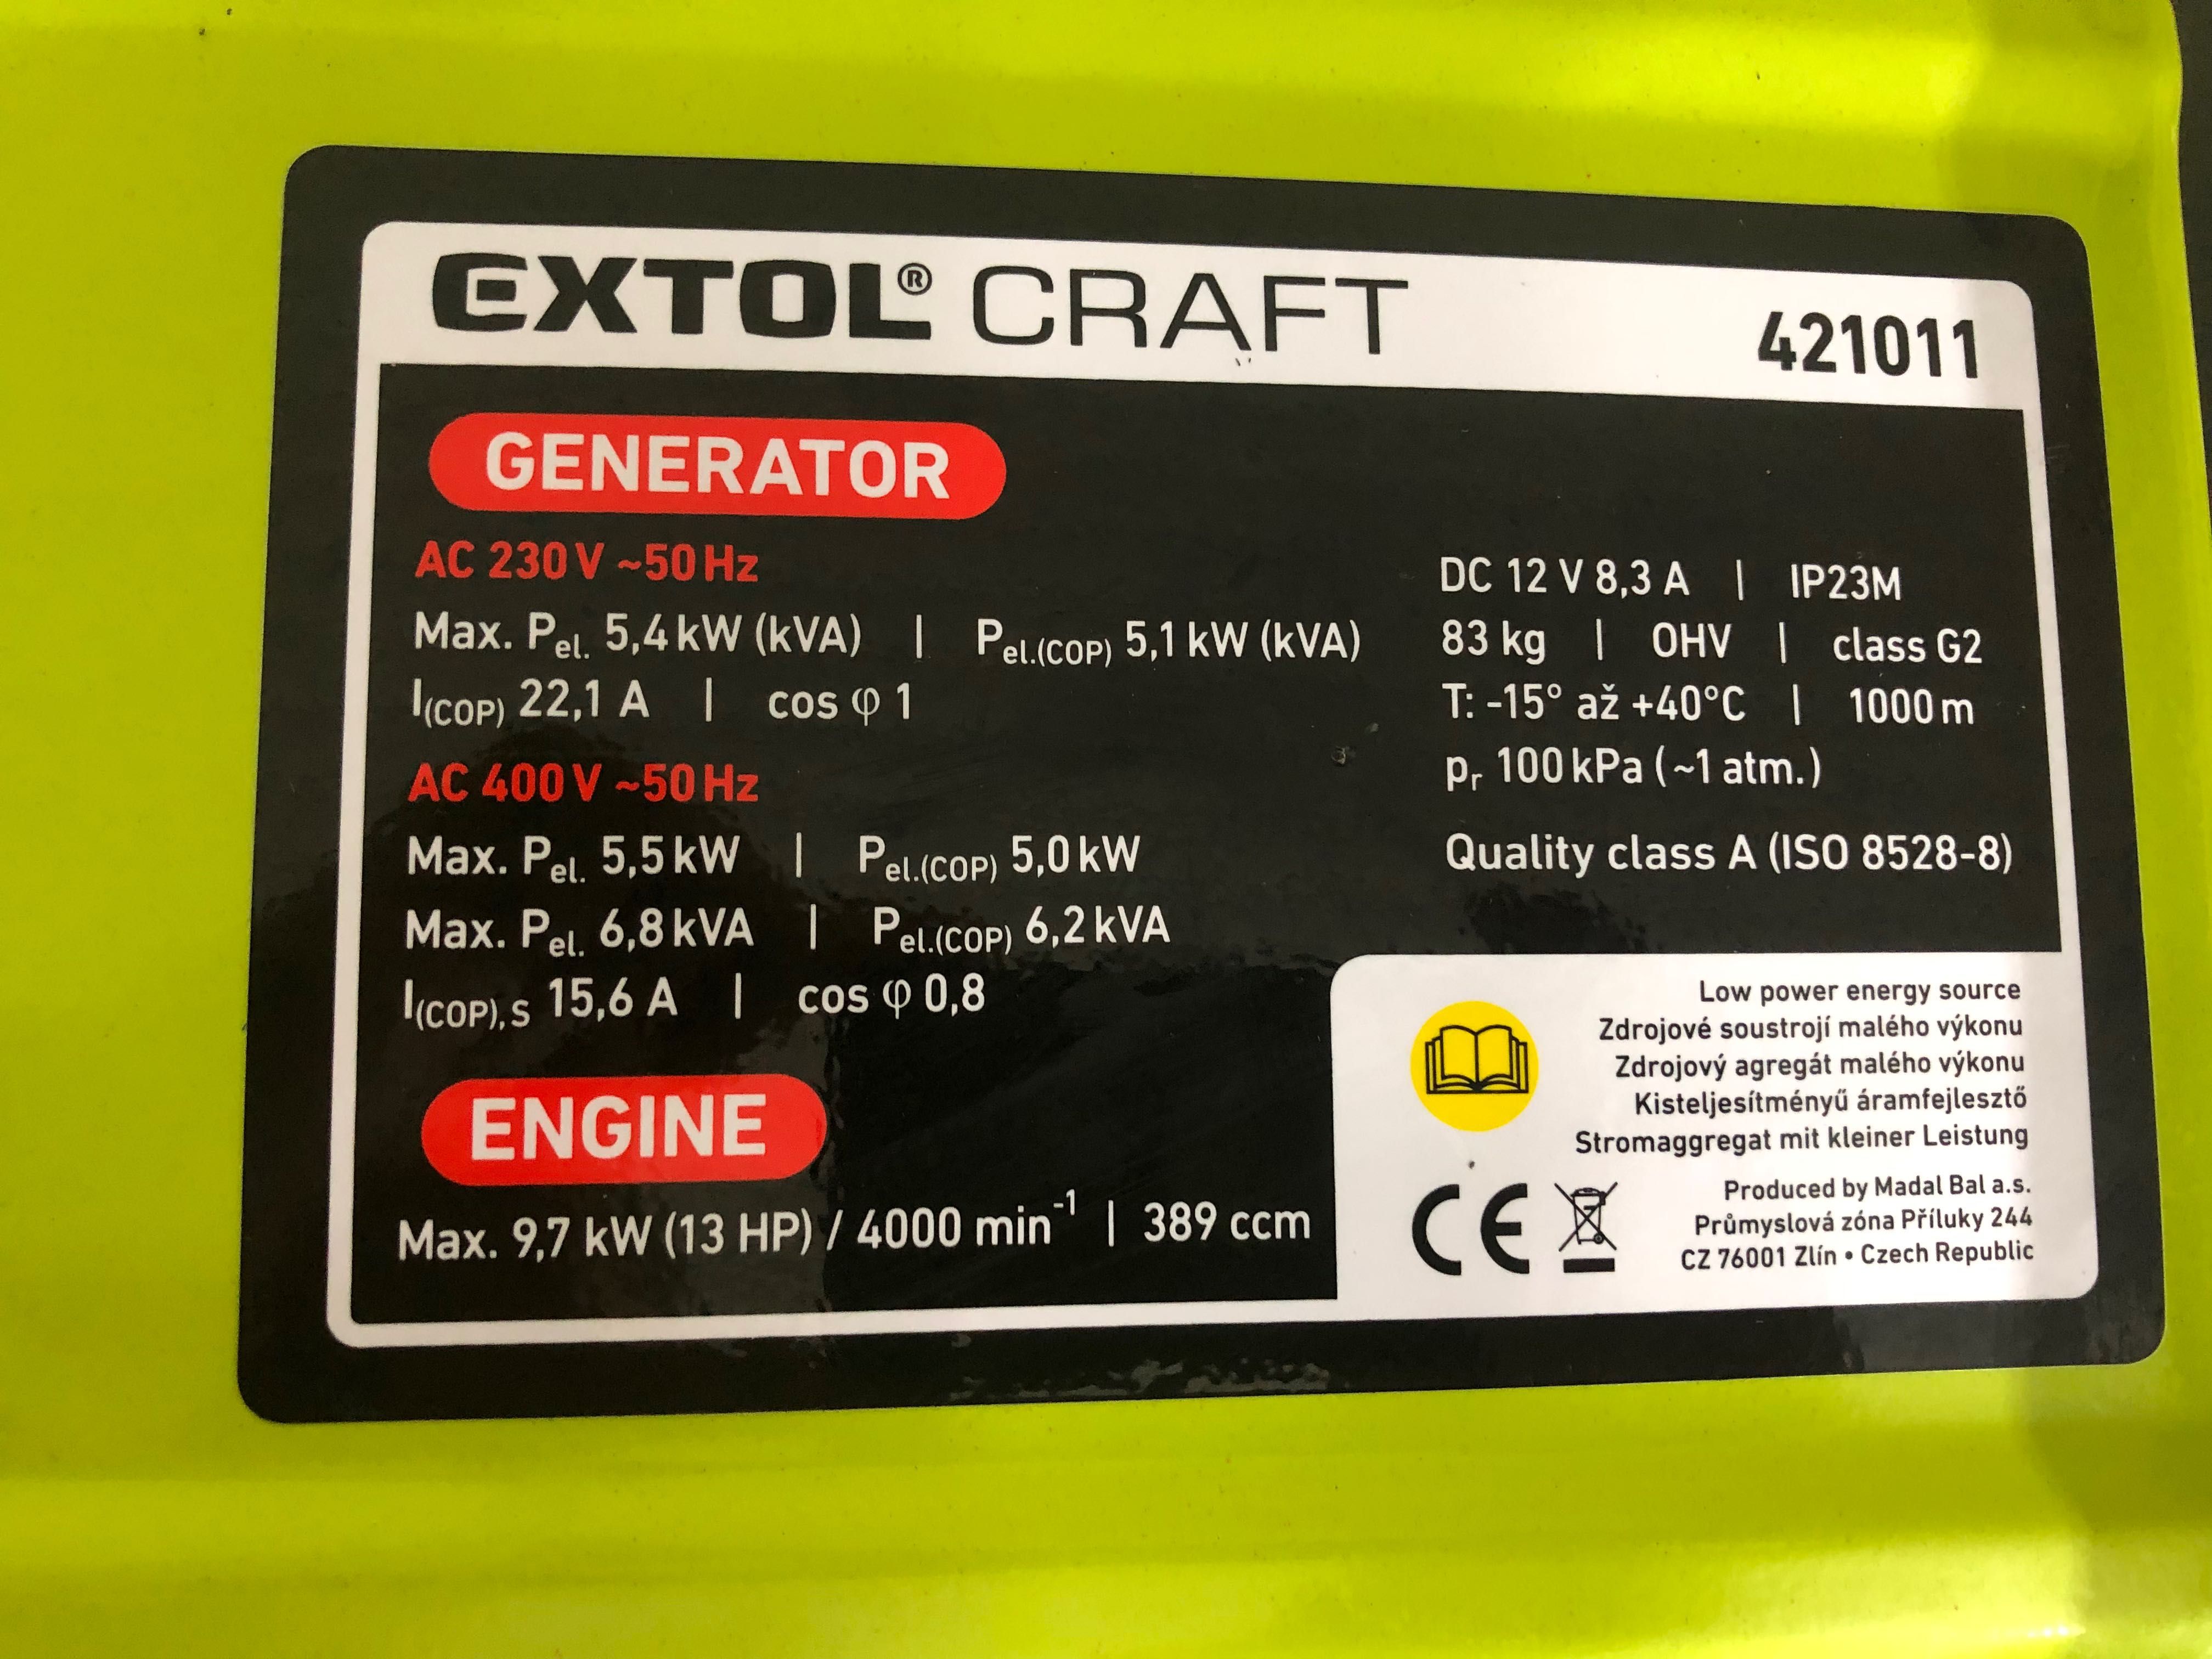 EXTOL® CRAFT
421011
GENERATOR
AC 230 V ~50 Hz
Max. Pel. 5,4 kW (kVA) | Pel.(COP) 5,1 kW (kVA)
I(COP) 22,1 A | cos φ 1
AC 400 V ~50 Hz
Max. Pel. 5,5 kW | Pel.(COP) 5,0 kW
Max. Pel. 6,8 kVA | Pel.(COP) 6,2 kVA
I(COP), S 15,6 A | cos φ 0,8
DC 12 V 8,3 A | IP23M
83 kg | OHV | class G2
T: -15° až +40°C | 1000 m
pr 100 kPa (~1 atm.)
Quality class A (ISO 8528-8)
ENGINE
Max. 9,7 kW (13 HP) / 4000 min⁻¹ | 389 ccm
Low power energy source
Zdrojové soustrojí malého výkonu
Zdrojový agregát malého výkonu
Kisteljesítményű áramfejlesztő
Stromaggregat mit kleiner Leistung
CE
Produced by Madal Bal a.s.
Průmyslová zóna Příluky 244
CZ 76001 Zlín • Czech Republic